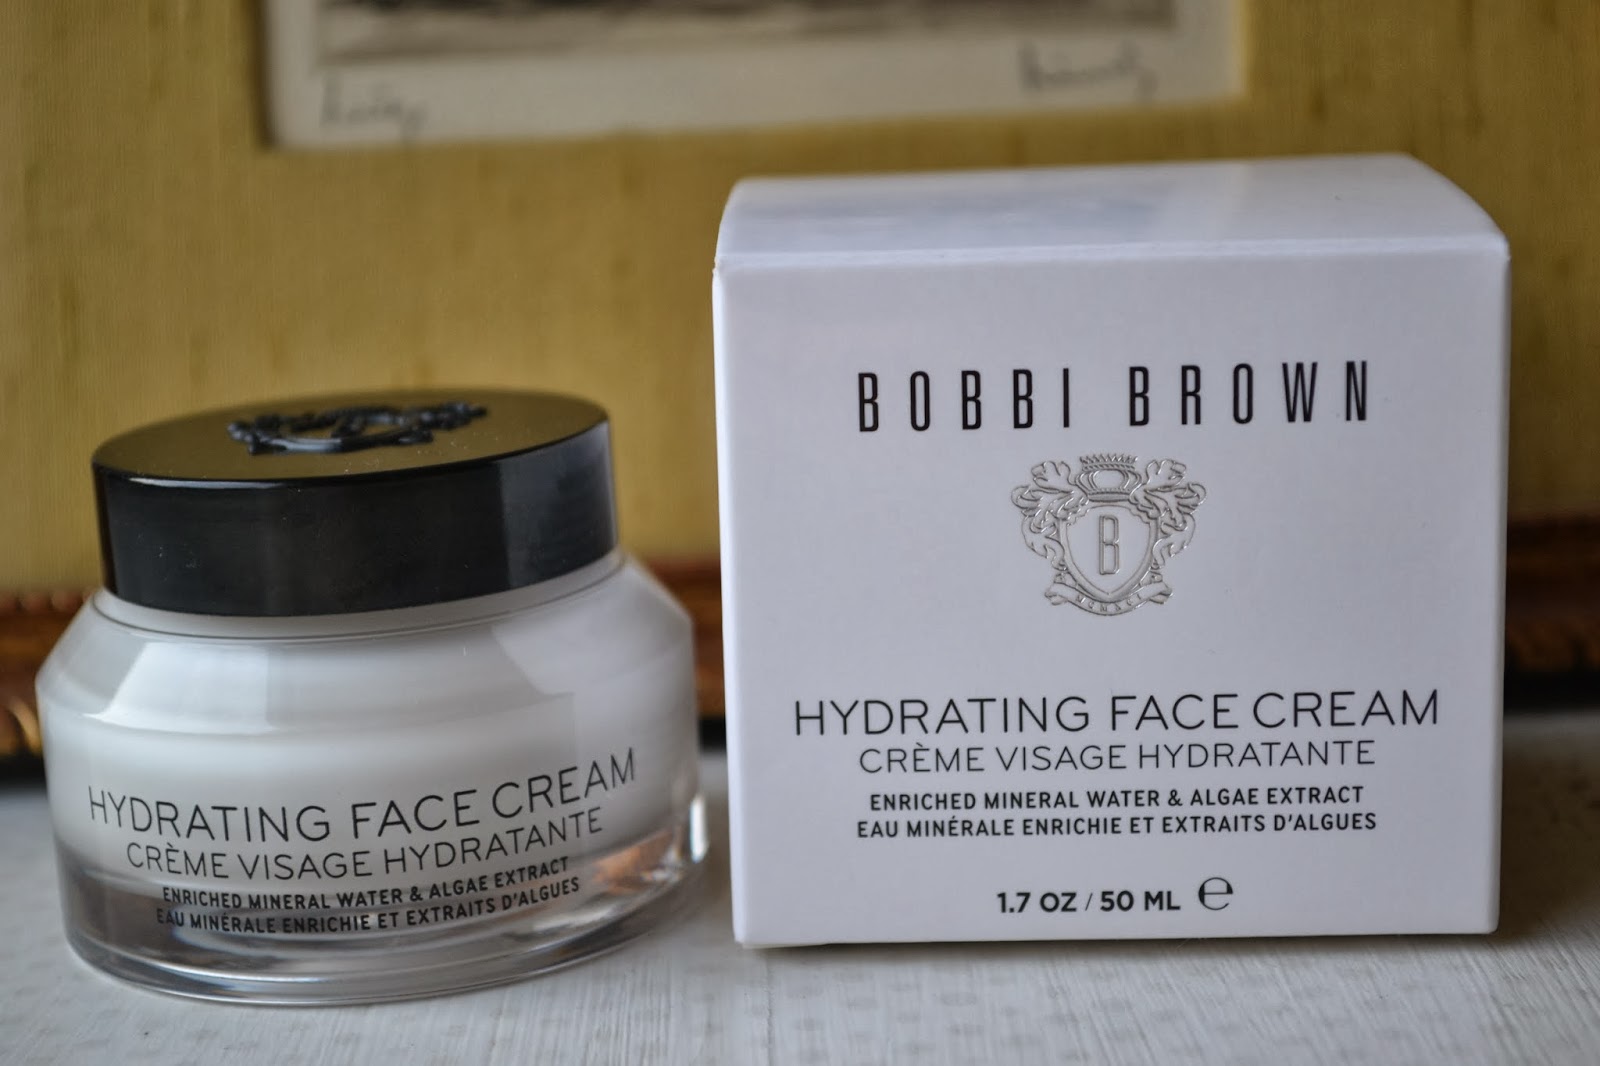 BOBBI BROWN
B
HYDRATING FACE CREAM
CRÈME VISAGE HYDRATANTE
ENRICHED MINERAL WATER & ALGAE EXTRACT
EAU MINÉRALE ENRICHIE ET EXTRAITS D'ALGUES
1.7 OZ / 50 ML ℮
HYDRATING FACE CREAM
CRÈME VISAGE HYDRATANTE
ENRICHED MINERAL WATER & ALGAE EXTRACT
EAU MINÉRALE ENRICHIE ET EXTRAITS D'ALGUES